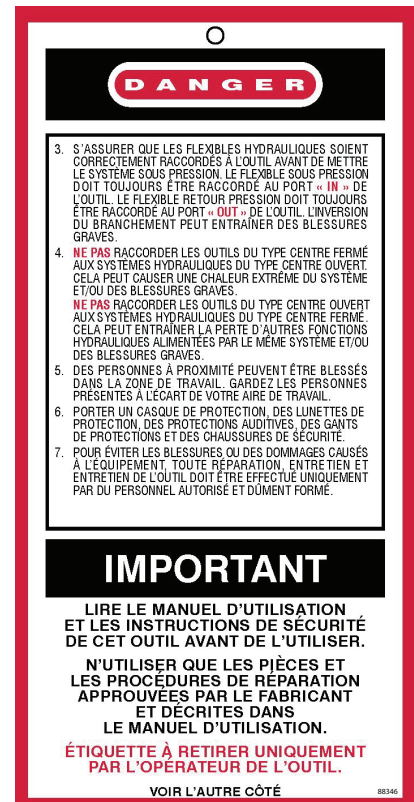 DANGER
3. S'ASSURER QUE LES FLEXIBLES HYDRAULIQUES SOIENT
CORRECTEMENT RACCORDÉS À L'OUTIL AVANT DE METTRE
LE SYSTÈME SOUS PRESSION. LE FLEXIBLE SOUS PRESSION
DOIT TOUJOURS ÊTRE RACCORDÉ AU PORT « IN » DE
L'OUTIL. LE FLEXIBLE RETOUR PRESSION DOIT TOUJOURS
ÊTRE RACCORDÉ AU PORT « OUT » DE L'OUTIL. L'INVERSION
DU BRANCHEMENT PEUT ENTRAÎNER DES BLESSURES
GRAVES.
4. NE PAS RACCORDER LES OUTILS DU TYPE CENTRE FERMÉ
AUX SYSTÈMES HYDRAULIQUES DU TYPE CENTRE OUVERT.
CELA PEUT CAUSER UNE CHALEUR EXTRÊME DU SYSTÈME
ET/OU DES BLESSURES GRAVES.
NE PAS RACCORDER LES OUTILS DU TYPE CENTRE OUVERT
AUX SYSTÈMES HYDRAULIQUES DU TYPE CENTRE FERMÉ.
CELA PEUT ENTRAÎNER LA PERTE D'AUTRES FONCTIONS
HYDRAULIQUES ALIMENTÉES PAR LE MÊME SYSTÈME ET/OU
DES BLESSURES GRAVES.
5. DES PERSONNES À PROXIMITÉ PEUVENT ÊTRE BLESSÉS
DANS LA ZONE DE TRAVAIL. GARDEZ LES PERSONNES
PRÉSENTES À L'ÉCART DE VOTRE AIRE DE TRAVAIL.
6. PORTER UN CASQUE DE PROTECTION, DES LUNETTES DE
PROTECTION, DES PROTECTIONS AUDITIVES, DES GANTS
DE PROTECTIONS ET DES CHAUSSURES DE SÉCURITÉ.
7. POUR ÉVITER LES BLESSURES OU DES DOMMAGES CAUSÉS
À L'ÉQUIPEMENT, TOUTE RÉPARATION, ENTRETIEN ET
ENTRETIEN DE L'OUTIL DOIT ÊTRE EFFECTUÉ UNIQUEMENT
PAR DU PERSONNEL AUTORISÉ ET DÛMENT FORMÉ.
IMPORTANT
LIRE LE MANUEL D'UTILISATION
ET LES INSTRUCTIONS DE SÉCURITÉ
DE CET OUTIL AVANT DE L'UTILISER.
N'UTILISER QUE LES PIÈCES ET
LES PROCÉDURES DE RÉPARATION
APPROUVÉES PAR LE FABRICANT
ET DÉCRITES DANS
LE MANUEL D'UTILISATION.
ÉTIQUETTE À RETIRER UNIQUEMENT
PAR L'OPÉRATEUR DE L'OUTIL.
VOIR L'AUTRE CÔTÉ
88346